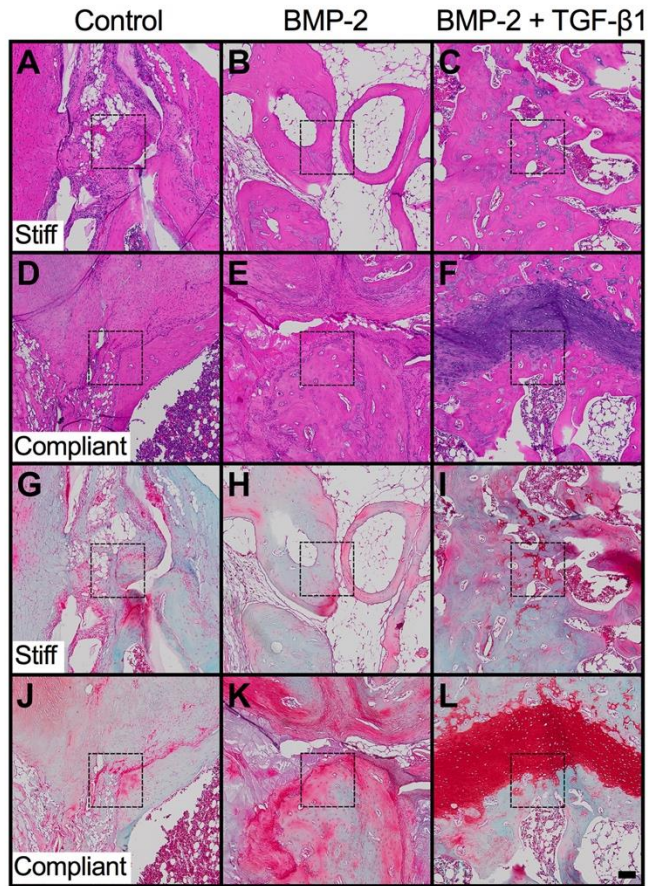 Control BMP-2 BMP-2 + TGF-β1
A B C
Stiff
D E F
Compliant
G H I
Stiff
J K L
Compliant